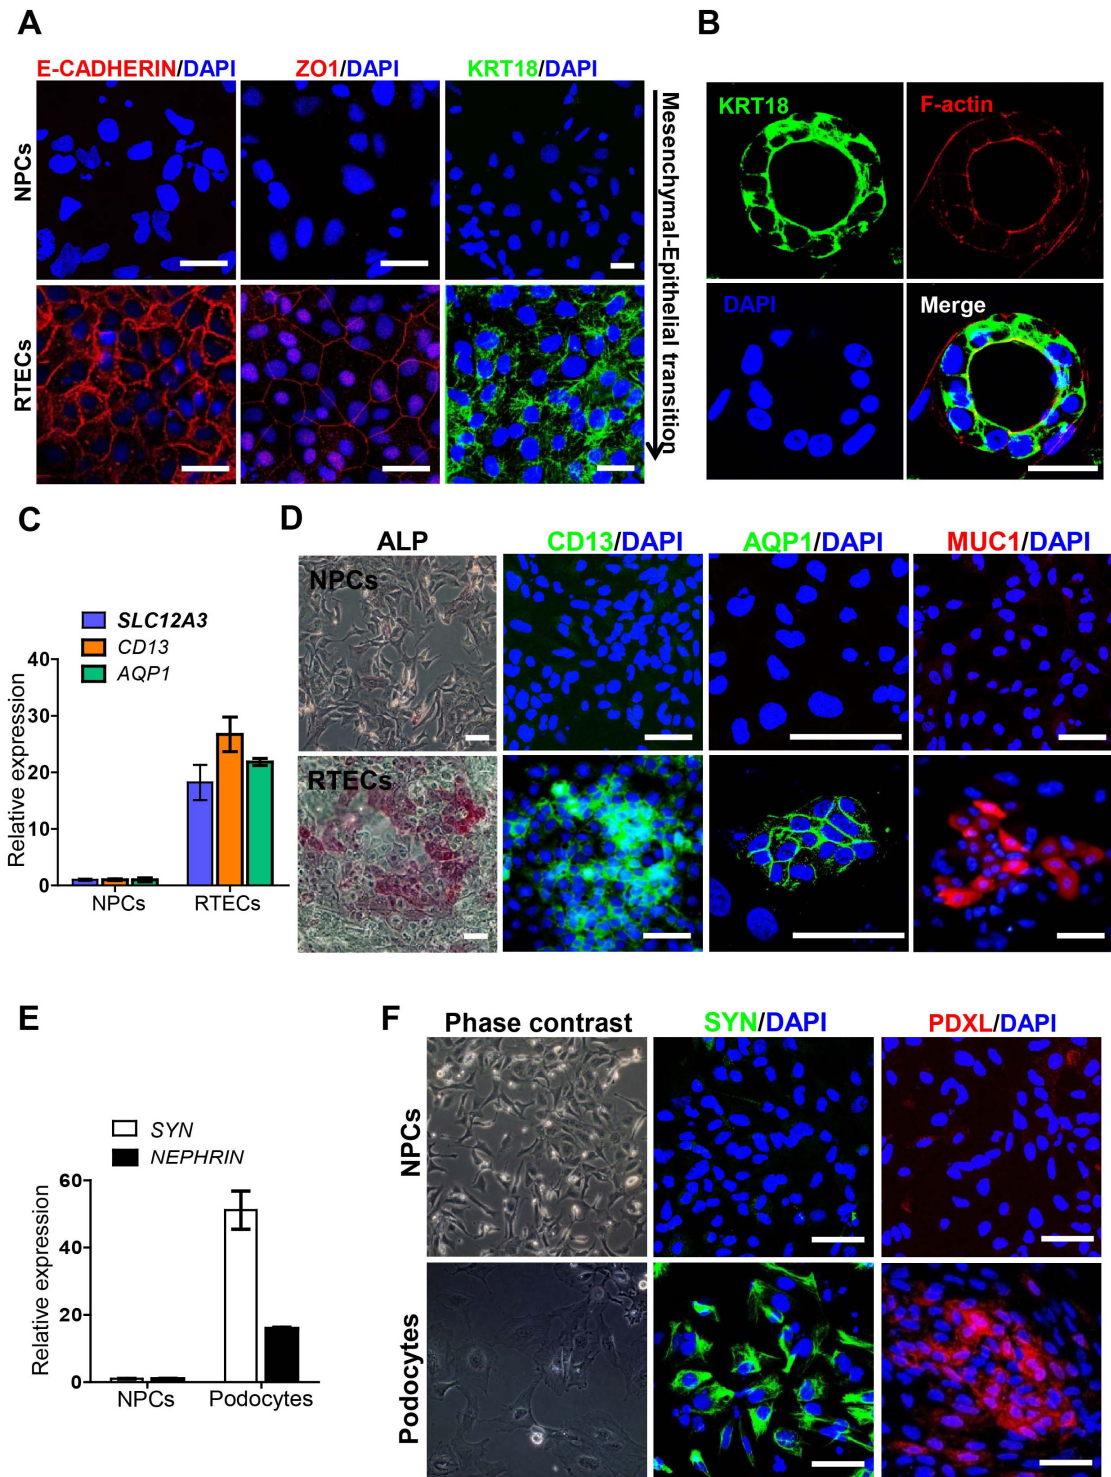 A
E-CADHERIN/DAPI
ZO1/DAPI
KRT18/DAPI
NPCs
RTECs
Mesenchymal-Epithelial transition
B
KRT18
F-actin
DAPI
Merge
C
SLC12A3
CD13
AQP1
Relative expression
40
30
20
10
0
NPCs
RTECs
D
ALP
CD13/DAPI
AQP1/DAPI
MUC1/DAPI
NPCs
RTECs
E
SYN
NEPHRIN
Relative expression
60
40
20
0
NPCs
Podocytes
F
Phase contrast
SYN/DAPI
PDXL/DAPI
NPCs
Podocytes